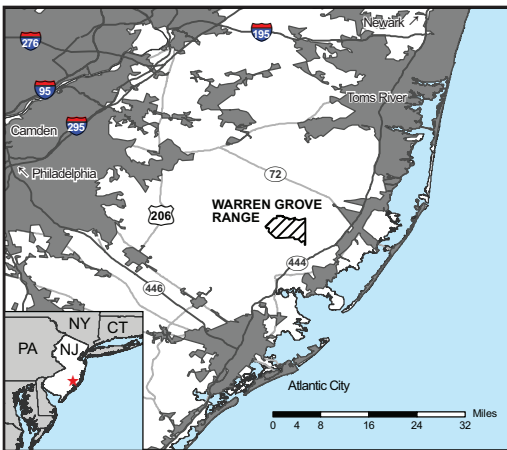 Newark
276
195
95
Toms River
Camden
295
Philadelphia
72
206
WARREN GROVE
RANGE
444
446
NY
CT
PA
NJ
Atlantic City
Miles
0 4 8 16 24 32